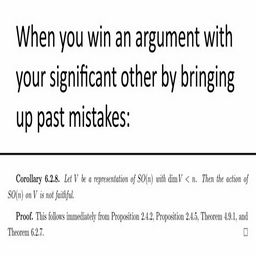 When you win an argument with
your significant other by bringing
up past mistakes:
Corollary 6.2.8. Let V be a representation of SO(n) with dim V < n. Then the action of
SO(n) on V is not faithful.
Proof. This follows immediately from Proposition 2.4.2, Proposition 2.4.5, Theorem 4.9.1, and
Theorem 6.2.7. □